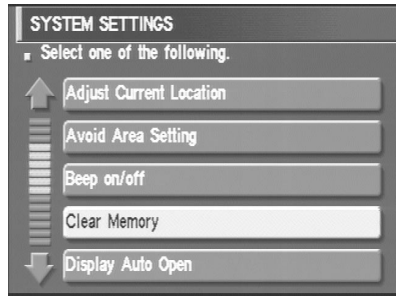 SYSTEM SETTINGS
Select one of the following.
Adjust Current Location
Avoid Area Setting
Beep on/off
Clear Memory
Display Auto Open